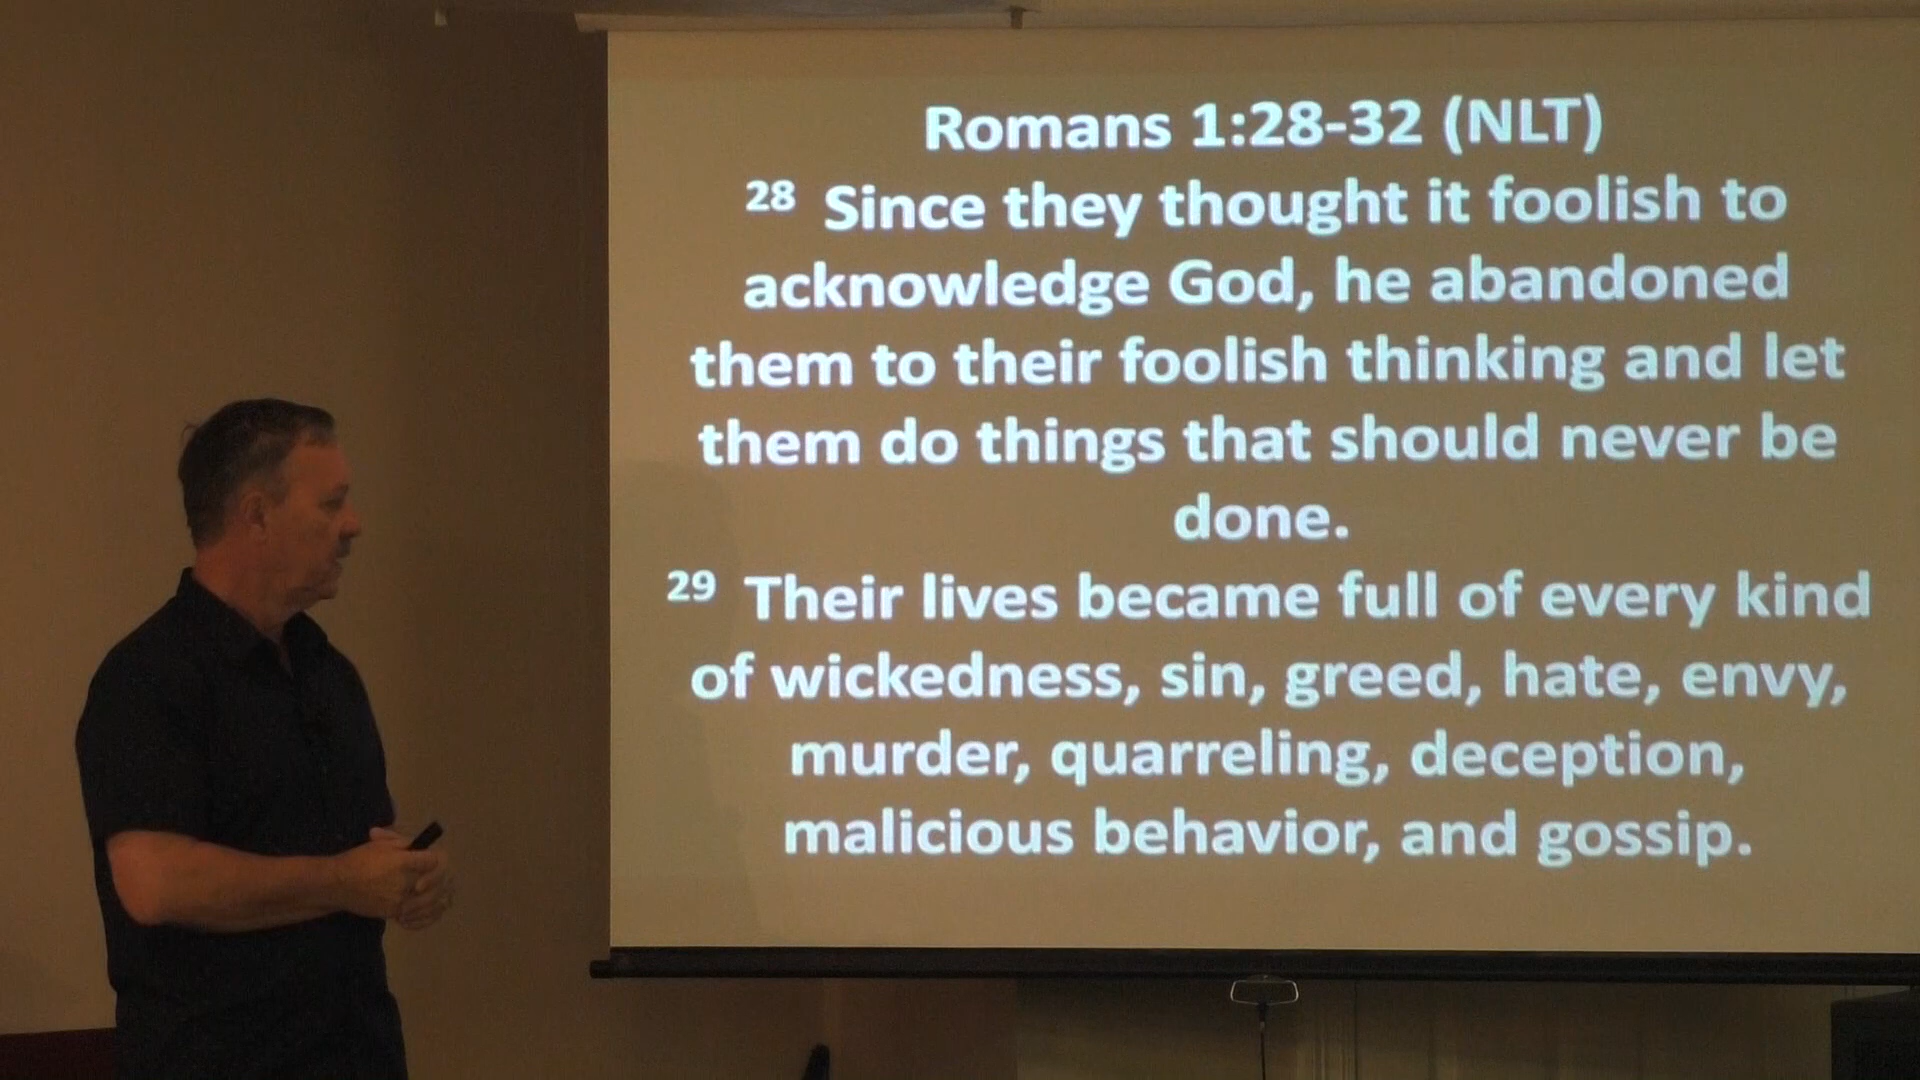 Romans 1:28-32 (NLT)
28 Since they thought it foolish to
acknowledge God, he abandoned
them to their foolish thinking and let
them do things that should never be
done.
29 Their lives became full of every kind
of wickedness, sin, greed, hate, envy,
murder, quarreling, deception,
malicious behavior, and gossip.